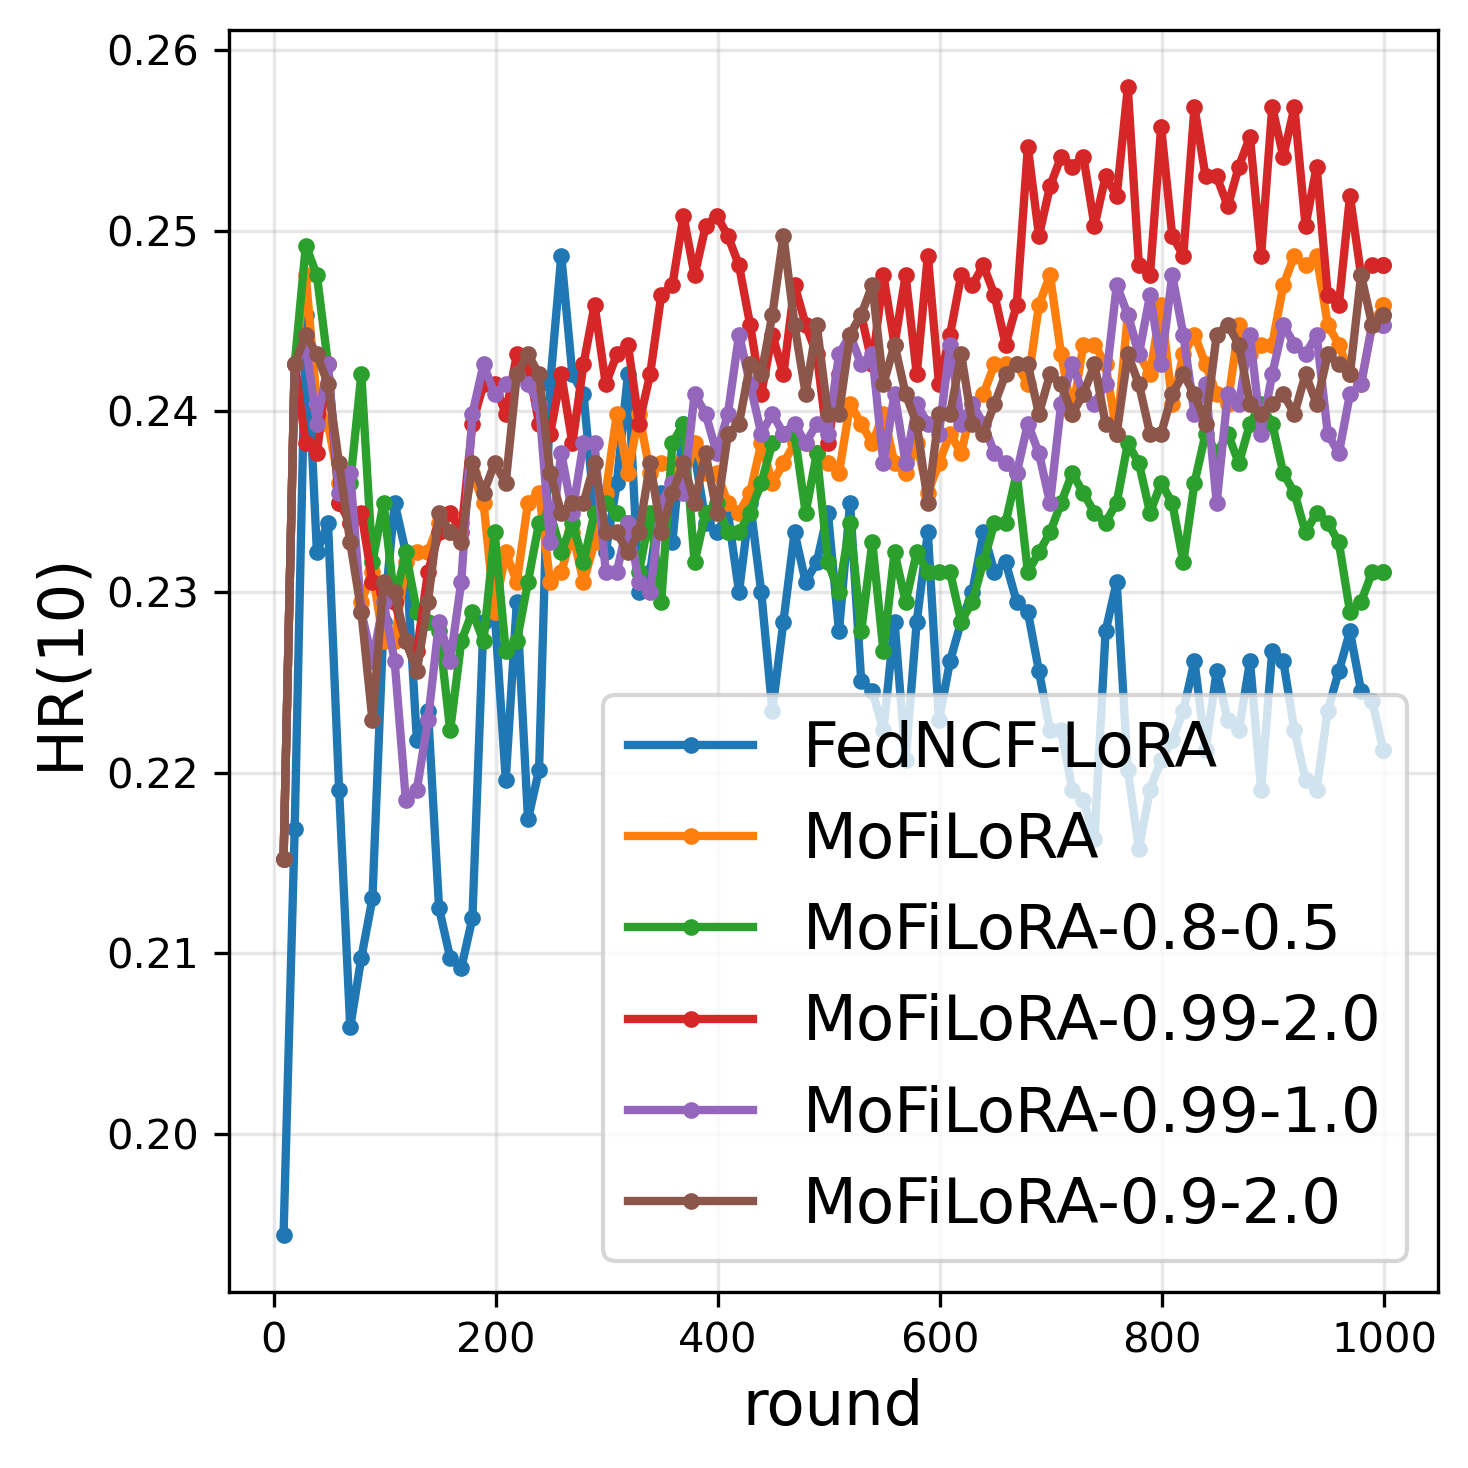 0.26
0.25
0.24
0.23
0.22
0.21
0.20
HR(10)
FedNCF-LoRA
MoFiLoRA
MoFiLoRA-0.8-0.5
MoFiLoRA-0.99-2.0
MoFiLoRA-0.99-1.0
MoFiLoRA-0.9-2.0
0 200 400 600 800 1000
round